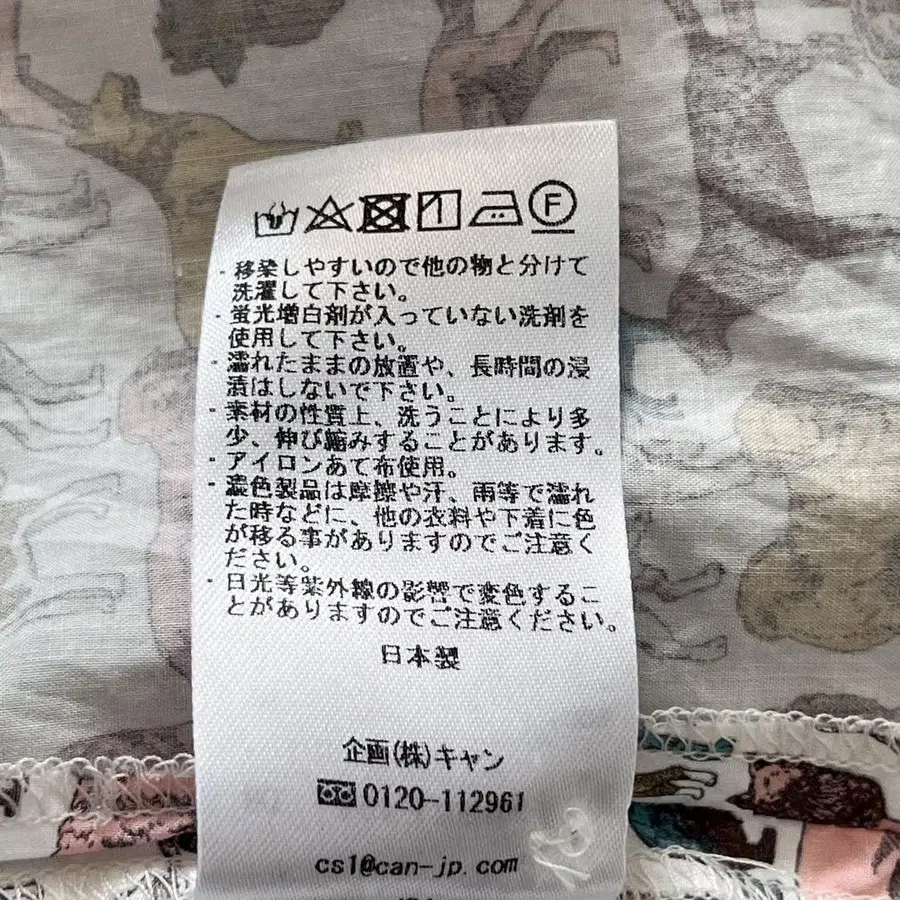 F
・移染しやすいので他の物と分けて
洗濯して下さい。
・蛍光増白剤が入っていない洗剤を
使用して下さい。
・濡れたままの放置や、長時間の浸
漬はしないで下さい。
・素材の性質上、洗うことにより多
少、伸び縮みすることがあります。
・アイロンあて布使用。
・濃色製品は摩擦や汗、雨等で濡れ
た時などに、他の衣料や下着に色
が移る事がありますのでご注意く
ださい。
・日光等紫外線の影響で変色するこ
とがありますのでご注意ください。
日本製
企画(株)キャン
0120-112961
cs1@can-jp.com